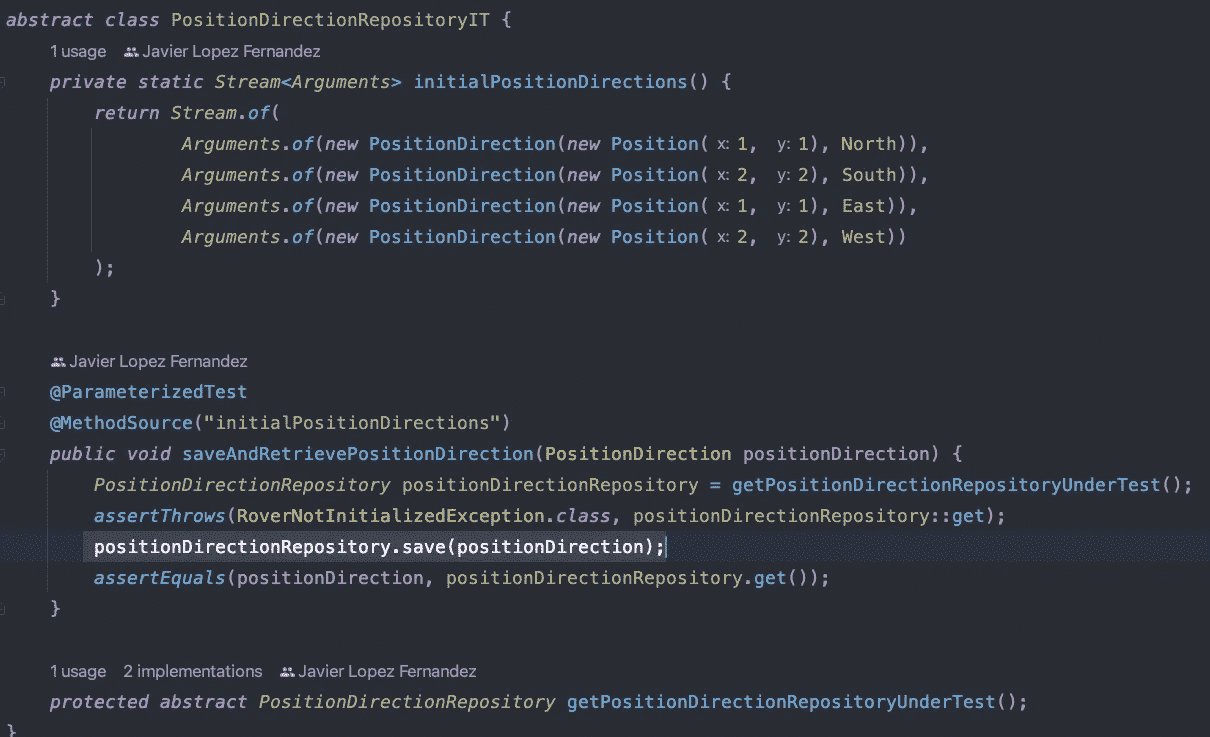 abstract class PositionDirectionRepositoryIT {
1 usage Javier Lopez Fernandez
private static Stream<Arguments> initialPositionDirections() {
return Stream.of(
Arguments.of(new PositionDirection(new Position( x: 1, y: 1), North)),
Arguments.of(new PositionDirection(new Position( x: 2, y: 2), South)),
Arguments.of(new PositionDirection(new Position( x: 1, y: 1), East)),
Arguments.of(new PositionDirection(new Position( x: 2, y: 2), West))
);
}
Javier Lopez Fernandez
@ParameterizedTest
@MethodSource("initialPositionDirections")
public void saveAndRetrievePositionDirection(PositionDirection positionDirection) {
PositionDirectionRepository positionDirectionRepository = getPositionDirectionRepositoryUnderTest();
assertThrows(RoverNotInitializedException.class, positionDirectionRepository::get);
positionDirectionRepository.save(positionDirection);
assertEquals(positionDirection, positionDirectionRepository.get());
}
1 usage 2 implementations Javier Lopez Fernandez
protected abstract PositionDirectionRepository getPositionDirectionRepositoryUnderTest();
}